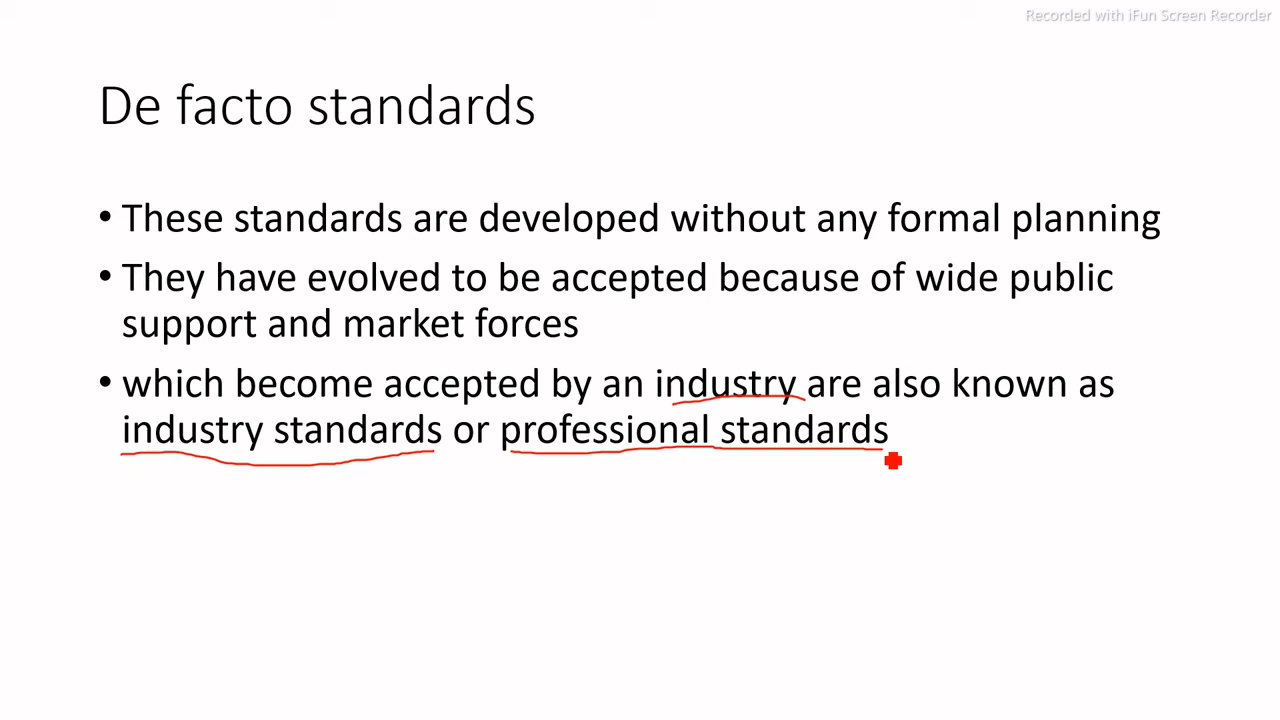 Recorded with iFun Screen Recorder
De facto standards
• These standards are developed without any formal planning
• They have evolved to be accepted because of wide public
support and market forces
• which become accepted by an industry are also known as
industry standards or professional standards